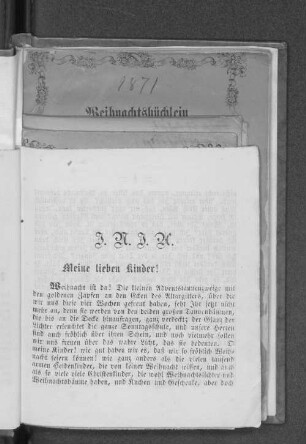 1871
Weihnachtsbüchlein
J. N. J. N.
Meine lieben Kinder!
Weihnacht ist da! Die kleinen Adventstannenzweige mit
den goldenen Zapfen an den Ecken des Altargitters, über die
wir uns diese vier Wochen gefreut haben, seht Ihr jetzt nicht
mehr an, denn sie werden von den beiden großen Tannenbäumen,
die bis an die Decke hinaufragen, ganz verdeckt; der Glanz der
Lichter erleuchtet die ganze Sonntagsschule, und unsere Herzen
sind auch fröhlich über ihren Schein, und noch vielmehr sollen
wir uns freuen über das wahre Licht, das sie bedeuten. O
meine Kinder! wie gut haben wir es, daß wir so fröhlich Weih-
nacht feiern können! wie ganz anders als die vielen tausend
armen Heidenkinder, die von keiner Weihnacht wissen, und auch
als so viele viele Christenkinder, die wohl Weihnachtslichter und
Weihnachtsbäume haben, und Kuchen und Geschenke, aber doch